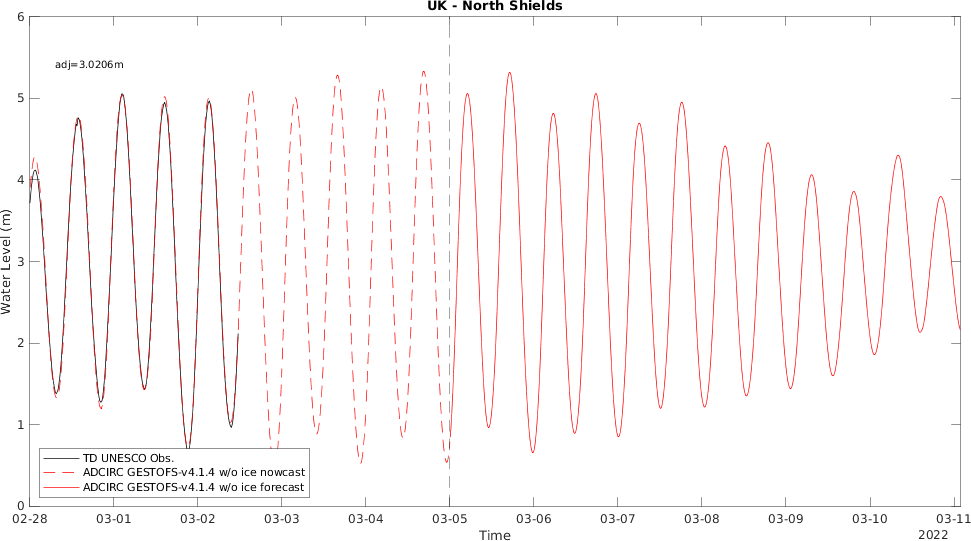 UK - North Shields
adj=3.0206m
6
5
4
3
2
1
0
Water Level (m)
TD UNESCO Obs.
ADCIRC GESTOFS-v4.1.4 w/o ice nowcast
ADCIRC GESTOFS-v4.1.4 w/o ice forecast
02-28 03-01 03-02 03-03 03-04 03-05 03-06 03-07 03-08 03-09 03-10 03-11
Time
2022